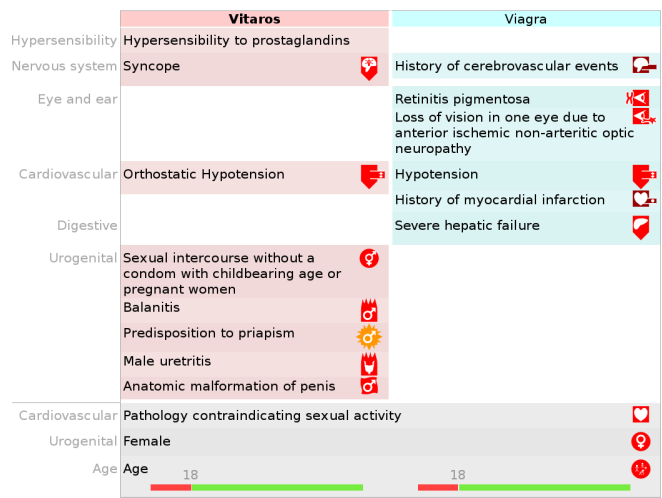 Vitaros Viagra
Hypersensibility Hypersensibility to prostaglandins
Nervous system Syncope History of cerebrovascular events
Eye and ear Retinitis pigmentosa
Loss of vision in one eye due to
anterior ischemic non-arteritic optic
neuropathy
Cardiovascular Orthostatic Hypotension Hypotension
History of myocardial infarction
Digestive Severe hepatic failure
Urogenital Sexual intercourse without a
condom with childbearing age or
pregnant women
Balanitis
Predisposition to priapism
Male uretritis
Anatomic malformation of penis
Cardiovascular Pathology contraindicating sexual activity
Urogenital Female
Age Age
18 18